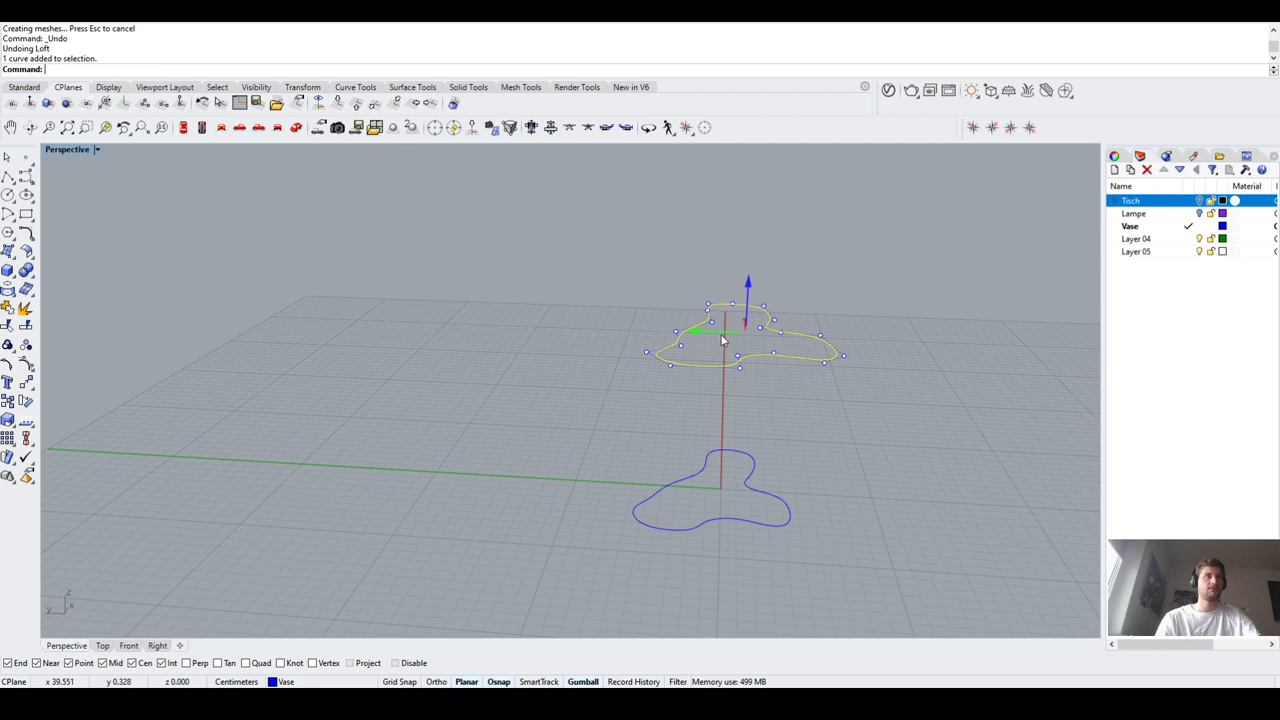 Creating meshes... Press Esc to cancel
Command: _Undo
Undoing Loft
1 curve added to selection.
Command:
Standard CPlanes Display Viewport Layout Select Visibility Transform Curve Tools Surface Tools Solid Tools Mesh Tools Render Tools New in V6
Perspective
Name Material
Tisch
Lampe
Vase
Layer 04
Layer 05
z
y x
Perspective Top Front Right
End Near Point Mid Cen Int Perp Tan Quad Knot Vertex Project Disable
CPlane x 39.551 y 0.328 z 0.000 Centimeters Vase Grid Snap Ortho Planar Osnap SmartTrack Gumball Record History Filter Memory use: 499 MB